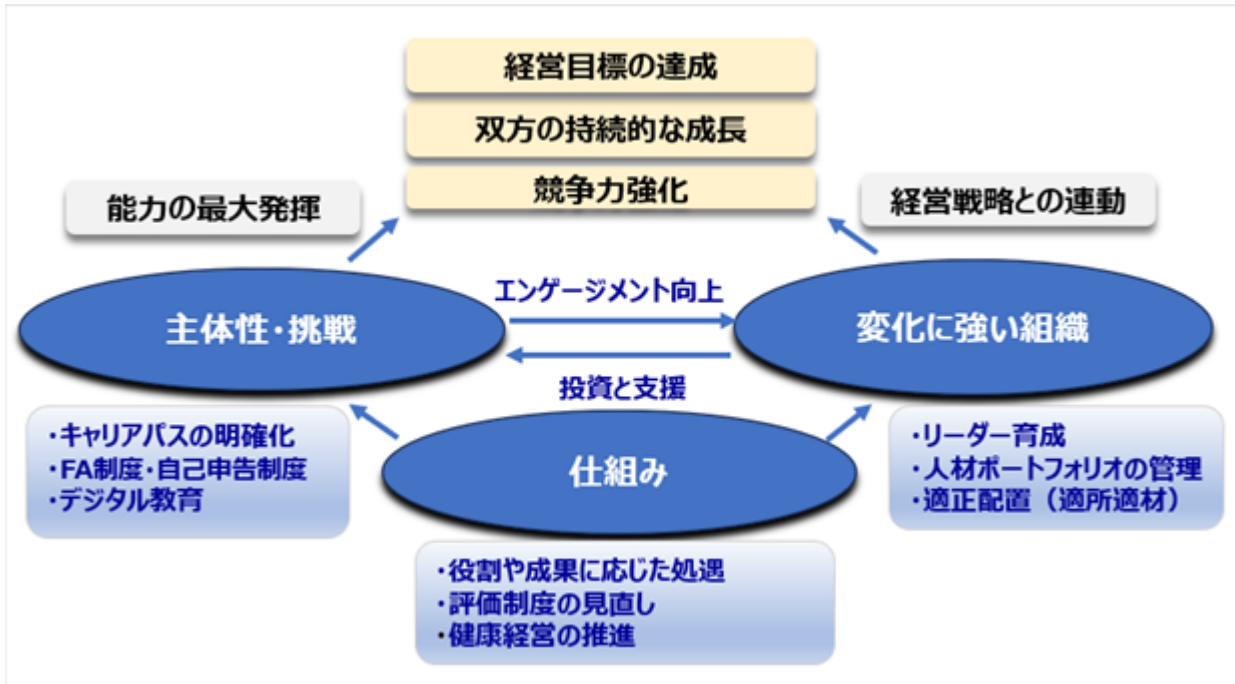 経営目標の達成
双方の持続的な成長
競争力強化
能力の最大発揮
経営戦略との連動
エンゲージメント向上
主体性・挑戦
変化に強い組織
投資と支援
・キャリアパスの明確化
・FA制度・自己申告制度
・デジタル教育
仕組み
・リーダー育成
・人材ポートフォリオの管理
・適正配置（適所適材）
・役割や成果に応じた処遇
・評価制度の見直し
・健康経営の推進